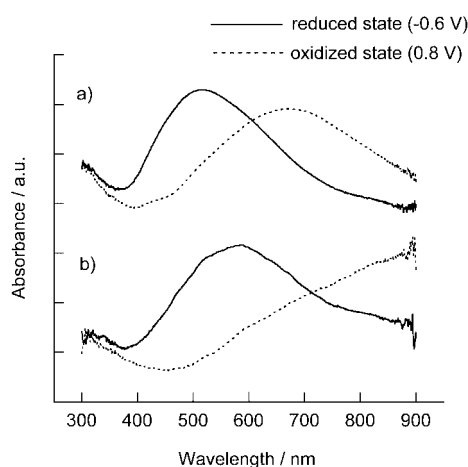 reduced state (-0.6 V)
oxidized state (0.8 V)
a)
b)
Absorbance / a.u.
300 400 500 600 700 800 900
Wavelength / nm